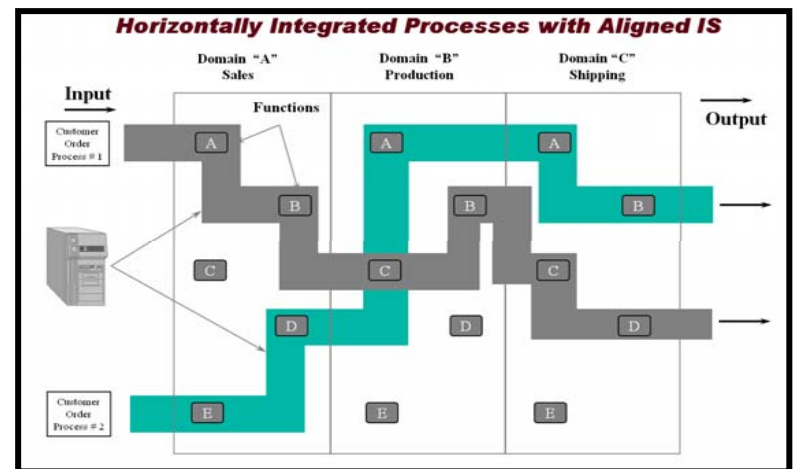 Horizontally Integrated Processes with Aligned IS
Domain “A”
Sales
Domain “B”
Production
Domain “C”
Shipping
Input
Functions
Output
Customer
Order
Process # 1
A
A
A
B
B
B
C
C
C
D
D
D
Customer
Order
Process # 2
E
E
E